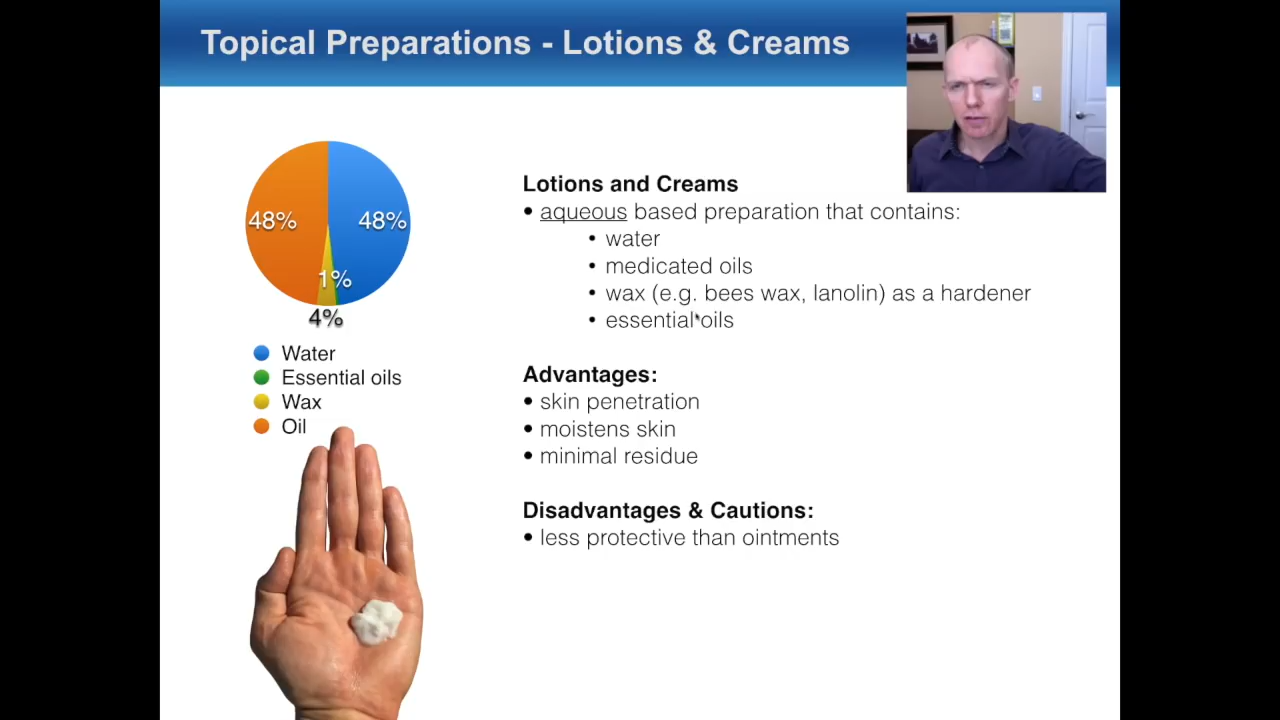 Topical Preparations - Lotions & Creams
48%
48%
1%
4%
Water
Essential oils
Wax
Oil
Lotions and Creams
• aqueous based preparation that contains:
• water
• medicated oils
• wax (e.g. bees wax, lanolin) as a hardener
• essential oils
Advantages:
• skin penetration
• moistens skin
• minimal residue
Disadvantages & Cautions:
• less protective than ointments